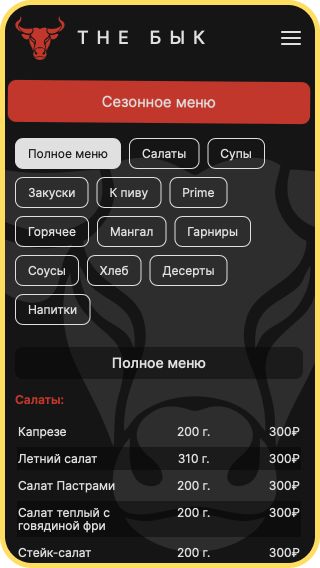 ТНЕ БЫК
Сезонное меню
Полное меню Салаты Супы
Закуски К пиву Prime
Горячее Мангал Гарниры
Соусы Хлеб Десерты
Напитки
Полное меню
Салаты:
Капрезе 200 г. 300₽
Летний салат 310 г. 300₽
Салат Пастрами 200 г. 300₽
Салат теплый с 200 г. 300₽
говядиной фри
Стейк-салат 200 г. 300₽